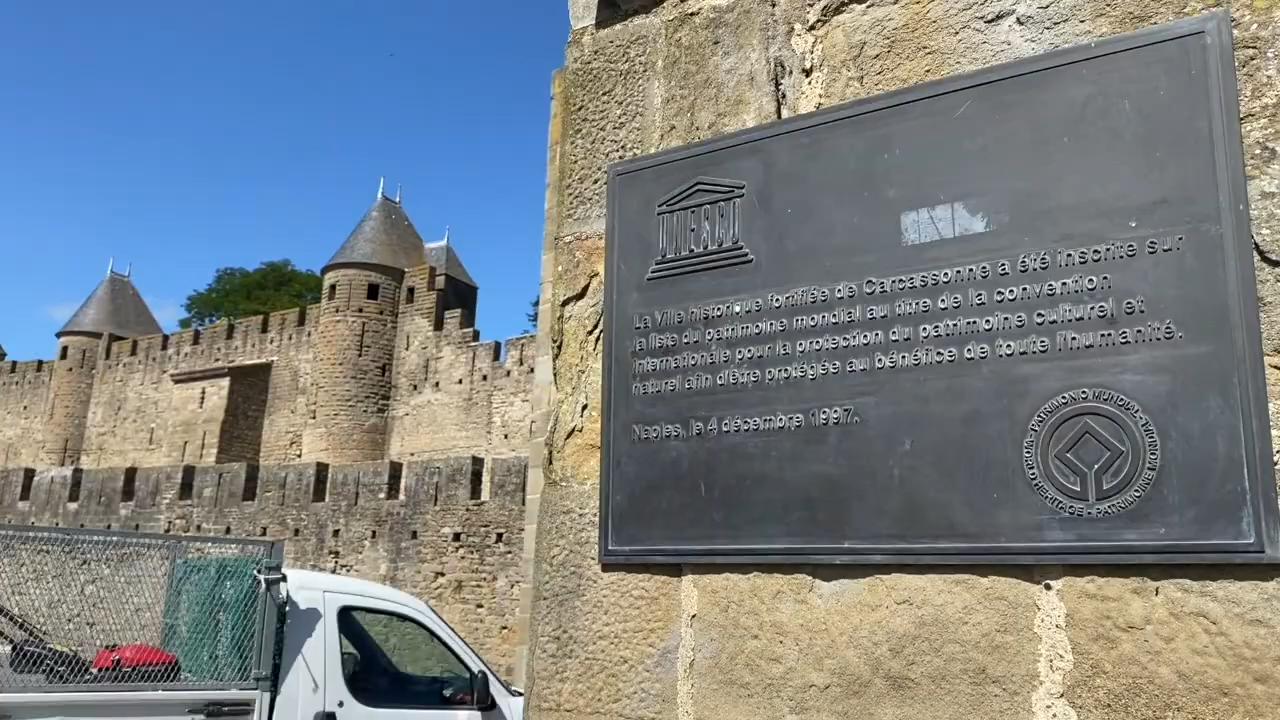 UNESCO
La Ville historique fortifiée de Carcassonne a été inscrite sur
la liste du patrimoine mondial au titre de la convention
internationale pour la protection du patrimoine culturel et
naturel afin d'être protégée au bénéfice de toute l'humanité.
Naples, le 4 décembre 1997.
WORLD HERITAGE - PATRIMOINE MONDIAL - PATRIMONIO MUNDIAL -